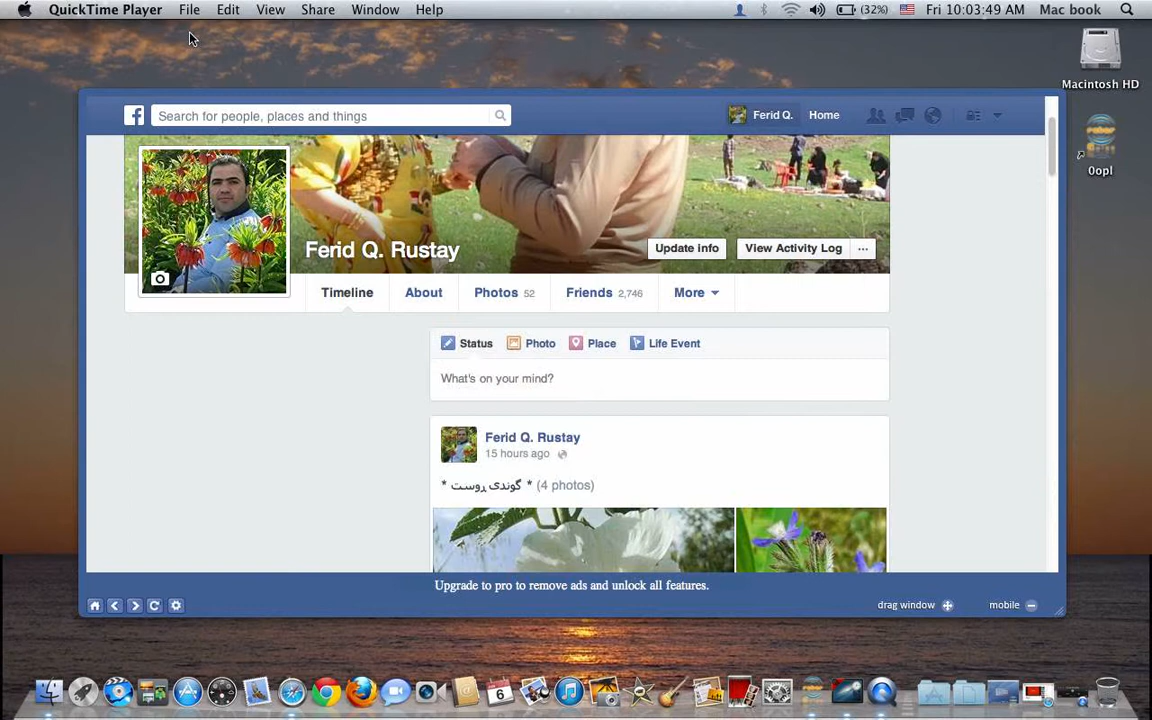 QuickTime Player File Edit View Share Window Help (32%) Fri 10:03:49 AM Mac book
Macintosh HD
0opl
Search for people, places and things Ferid Q. Home
Ferid Q. Rustay Update info View Activity Log ...
Timeline About Photos 52 Friends 2,746 More
Status Photo Place Life Event
What's on your mind?
Ferid Q. Rustay
15 hours ago
* گوندی ڕوست * (4 photos)
Upgrade to pro to remove ads and unlock all features.
drag window mobile
6